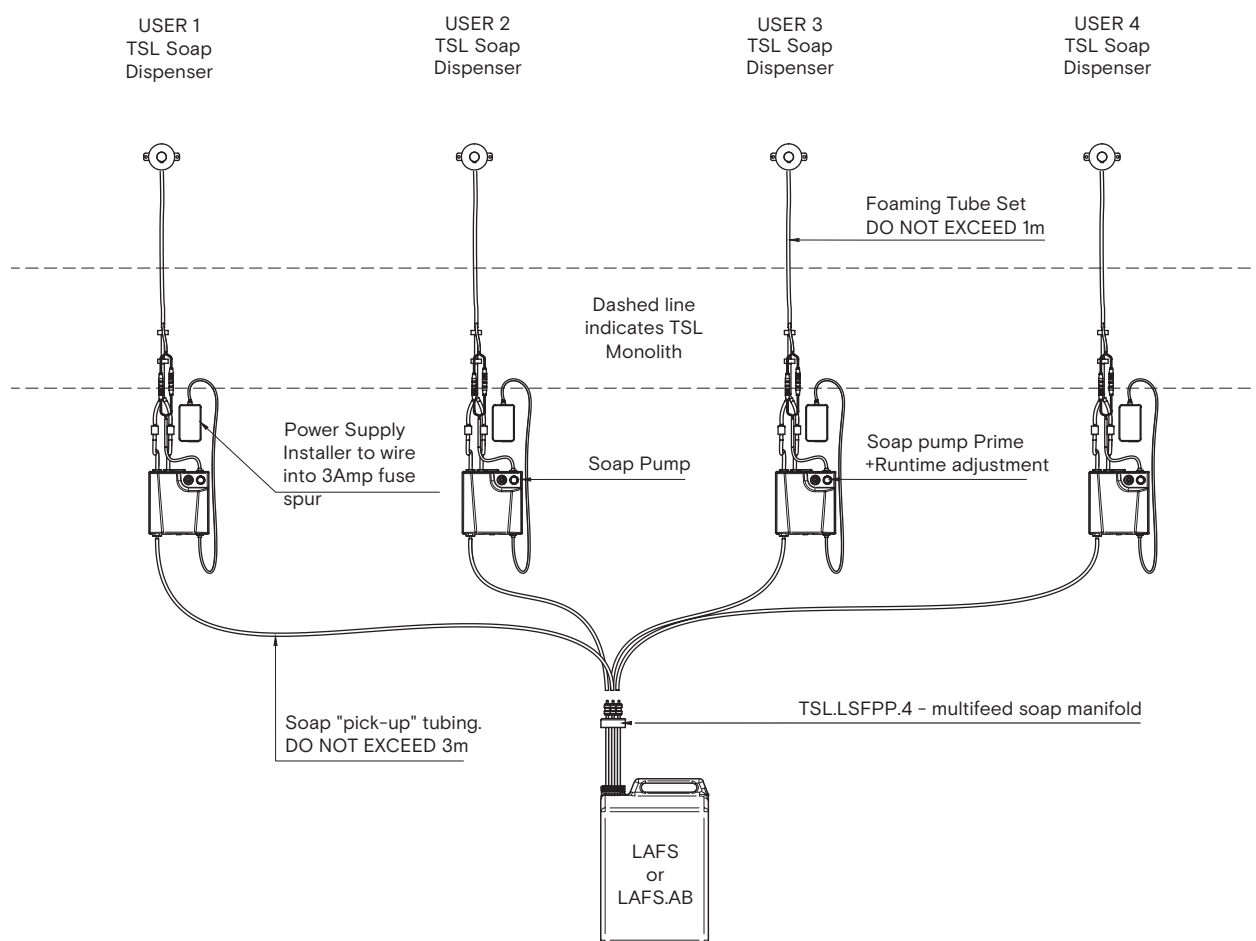 USER 1
TSL Soap
Dispenser
USER 2
TSL Soap
Dispenser
USER 3
TSL Soap
Dispenser
USER 4
TSL Soap
Dispenser
Foaming Tube Set
DO NOT EXCEED 1m
Dashed line
indicates TSL
Monolith
Power Supply
Installer to wire
into 3Amp fuse
spur
Soap Pump
Soap pump Prime
+Runtime adjustment
Soap "pick-up" tubing.
DO NOT EXCEED 3m
TSL.LSFPP.4 - multifeed soap manifold
LAFS
or
LAFS.AB